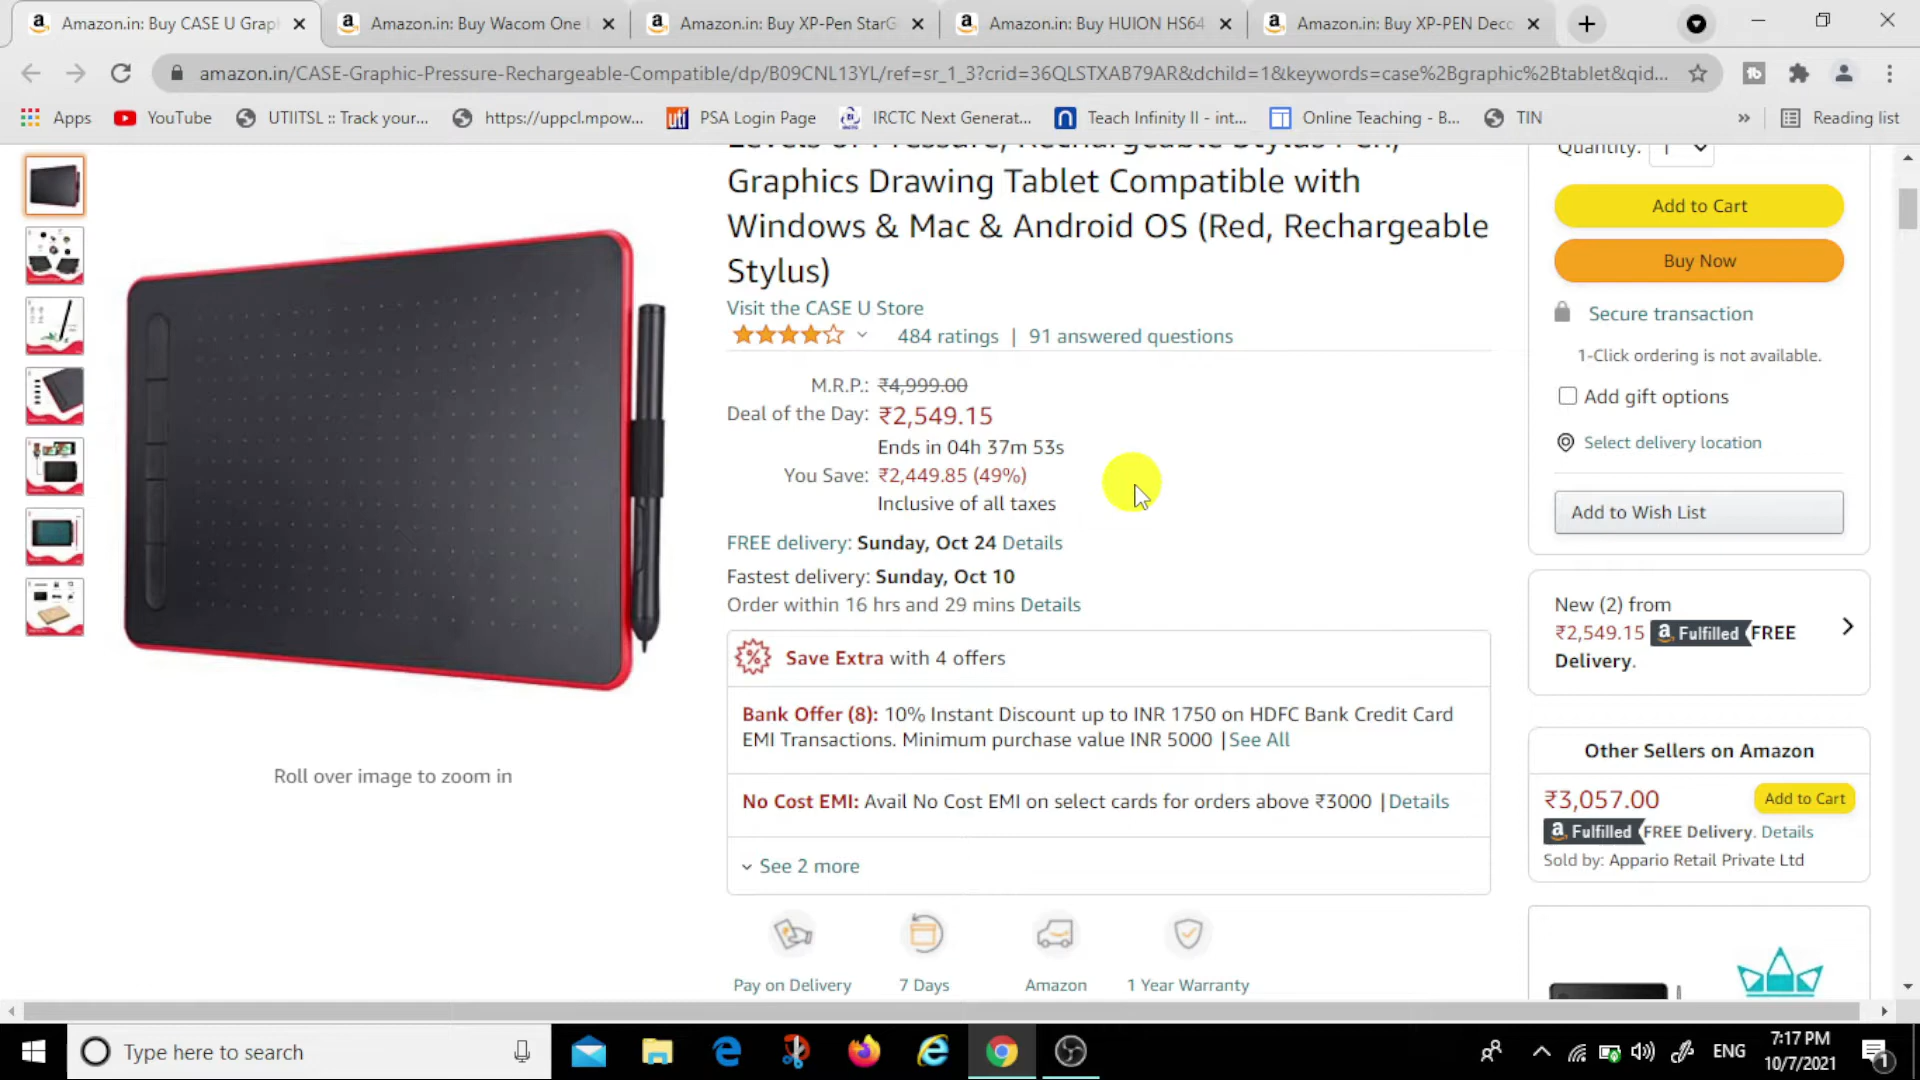 Amazon.in: Buy CASE U Grap
Amazon.in: Buy Wacom One
Amazon.in: Buy XP-Pen StarG
Amazon.in: Buy HUION HS64
Amazon.in: Buy XP-PEN Deco
amazon.in/CASE-Graphic-Pressure-Rechargeable-Compatible/dp/B09CNL13YL/ref=sr_1_3?crid=36QLSTXAB79AR&dchild=1&keywords=case%2Bgraphic%2Btablet&qid...
Apps
YouTube
UTIITSL :: Track your...
https://uppcl.mpow...
PSA Login Page
IRCTC Next Generat...
Teach Infinity II - int...
Online Teaching - B...
TIN
»
Reading list
Levels of Pressure, Rechargeable Stylus Pen,
Graphics Drawing Tablet Compatible with
Windows & Mac & Android OS (Red, Rechargeable
Stylus)
Visit the CASE U Store
484 ratings | 91 answered questions
M.R.P.: ₹4,999.00
Deal of the Day: ₹2,549.15
Ends in 04h 37m 53s
You Save: ₹2,449.85 (49%)
Inclusive of all taxes
FREE delivery: Sunday, Oct 24 Details
Fastest delivery: Sunday, Oct 10
Order within 16 hrs and 29 mins Details
Save Extra with 4 offers
Bank Offer (8): 10% Instant Discount up to INR 1750 on HDFC Bank Credit Card
EMI Transactions. Minimum purchase value INR 5000 |See All
No Cost EMI: Avail No Cost EMI on select cards for orders above ₹3000 |Details
See 2 more
Pay on Delivery
7 Days
Amazon
1 Year Warranty
Roll over image to zoom in
Quantity: 1
Add to Cart
Buy Now
Secure transaction
1-Click ordering is not available.
Add gift options
Select delivery location
Add to Wish List
New (2) from
₹2,549.15 a Fulfilled FREE
Delivery.
Other Sellers on Amazon
₹3,057.00 Add to Cart
a Fulfilled FREE Delivery. Details
Sold by: Appario Retail Private Ltd
Type here to search
ENG
7:17 PM
10/7/2021
1